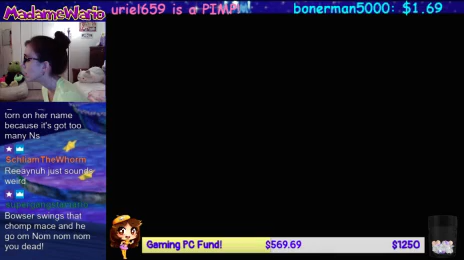 MadameWario
uriel659 is a PIMP!
bonerman5000: $1.69
torn on her name
because it's got too
many Ns
SchliamTheWhorm
Reeaynuh just sounds
weird
Bowser swings that
chomp mace and he
go om Nom nom nom
you dead!
Gaming PC Fund! $569.69 $1250